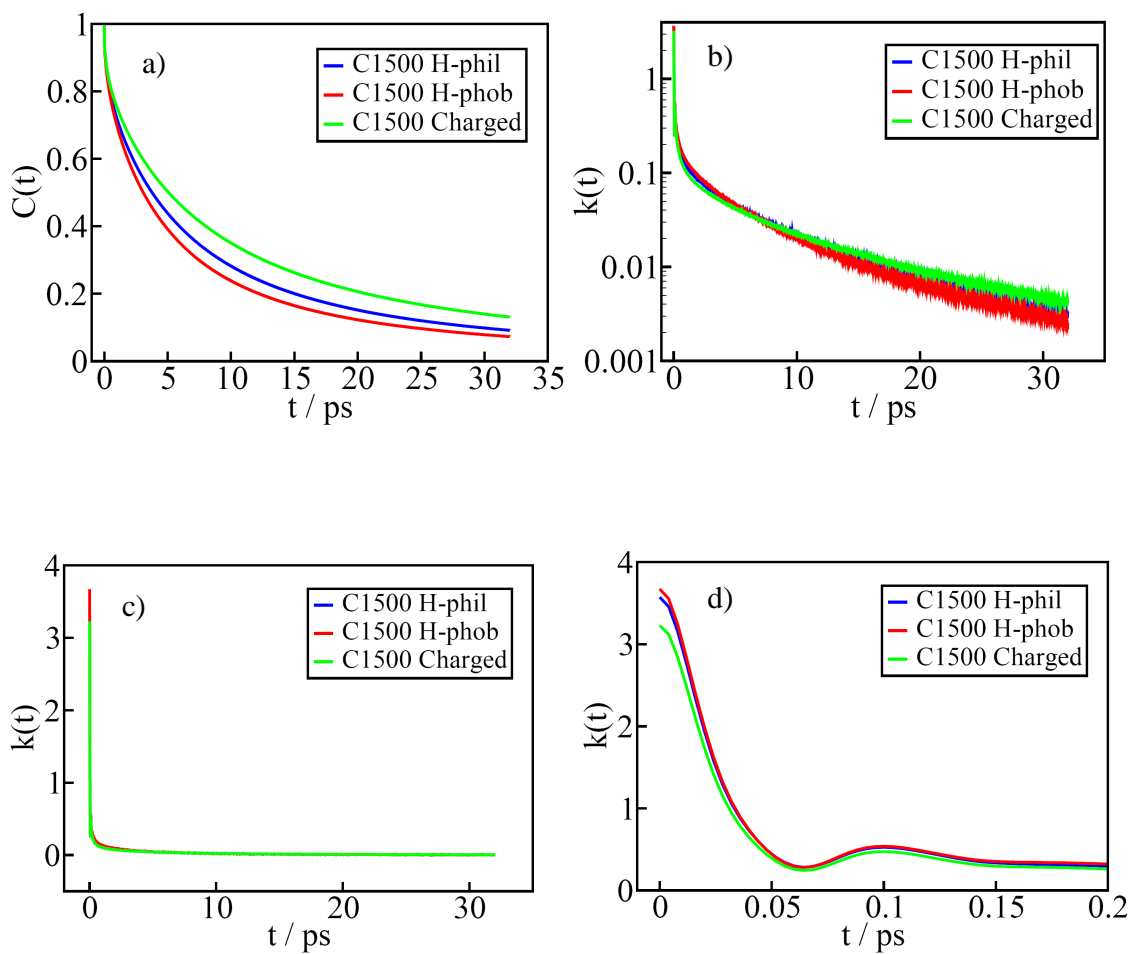 a)
C1500 H-phil
C1500 H-phob
C1500 Charged
1
0.8
0.6
0.4
0.2
0
C(t)
0 5 10 15 20 25 30 35
t / ps
b)
C1500 H-phil
C1500 H-phob
C1500 Charged
1
0.1
0.01
0.001
k(t)
0 10 20 30
t / ps
c)
C1500 H-phil
C1500 H-phob
C1500 Charged
4
3
2
1
0
k(t)
0 10 20 30
t / ps
d)
C1500 H-phil
C1500 H-phob
C1500 Charged
4
3
2
1
0
k(t)
0 0.05 0.1 0.15 0.2
t / ps